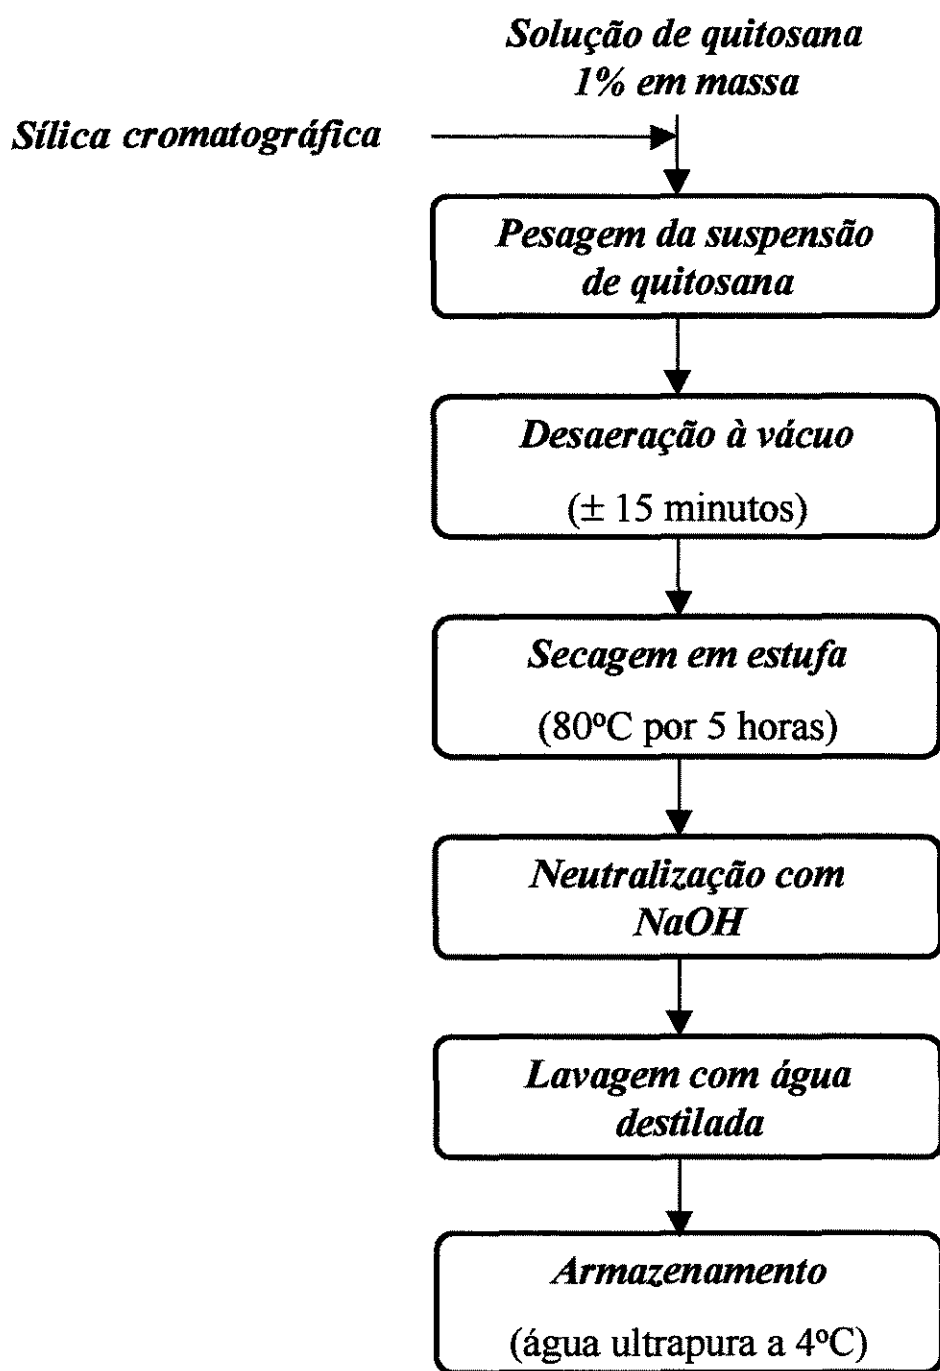 Solução de quitosana
1% em massa
Sílica cromatográfica
Pesagem da suspensão
de quitosana
Desaeração à vácuo
(± 15 minutos)
Secagem em estufa
(80ºC por 5 horas)
Neutralização com
NaOH
Lavagem com água
destilada
Armazenamento
(água ultrapura a 4ºC)